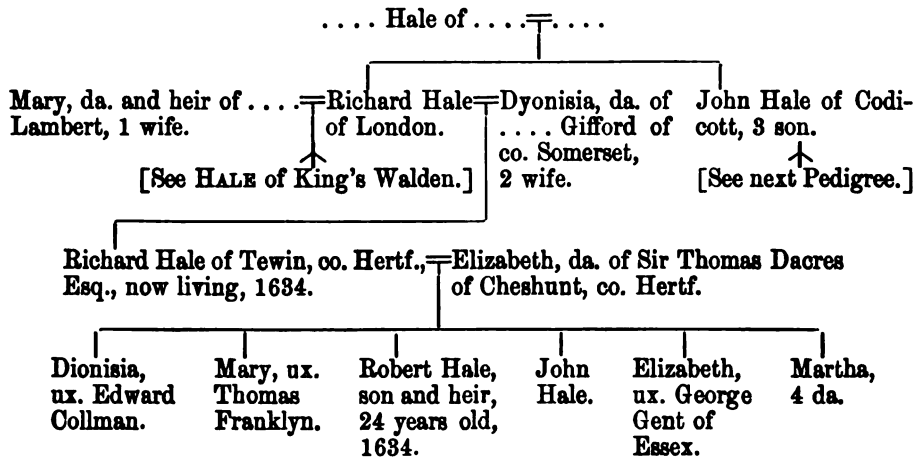 .... Hale of ....=....
Mary, da. and heir of ....=Richard Hale=Dyonisia, da. of John Hale of Codi-
Lambert, 1 wife. of London. .... Gifford of cott, 3 son.
co. Somerset,
[See HALE of King's Walden.] 2 wife. [See next Pedigree.]
Richard Hale of Tewin, co. Hertf.,=Elizabeth, da. of Sir Thomas Dacres
Esq., now living, 1634. of Cheshunt, co. Hertf.
Dionisia, Mary, ux. Robert Hale, John Elizabeth, Martha,
ux. Edward Thomas son and heir, Hale. ux. George 4 da.
Collman. Franklyn. 24 years old, Gent of
1634. Essex.